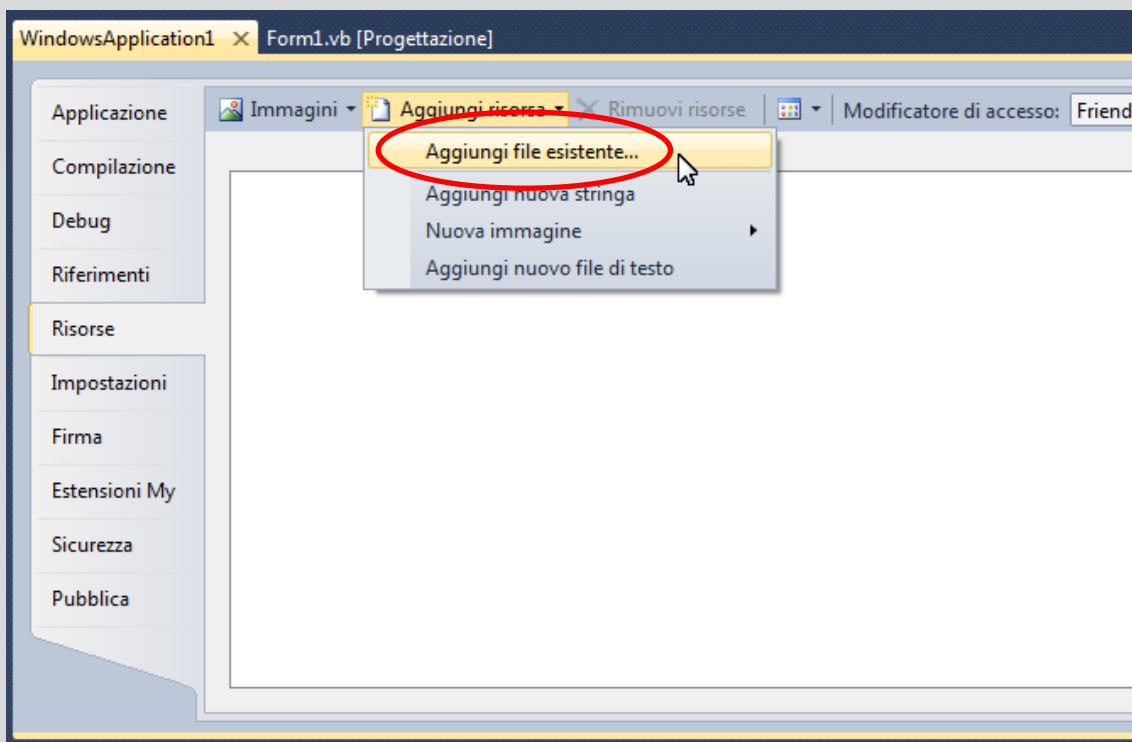 WindowsApplication1 Form1.vb [Progettazione]
Immagini Aggiungi risorsa Rimuovi risorse Modificatore di accesso: Friend
Aggiungi file esistente...
Aggiungi nuova stringa
Nuova immagine
Aggiungi nuovo file di testo
Applicazione
Compilazione
Debug
Riferimenti
Risorse
Impostazioni
Firma
Estensioni My
Sicurezza
Pubblica